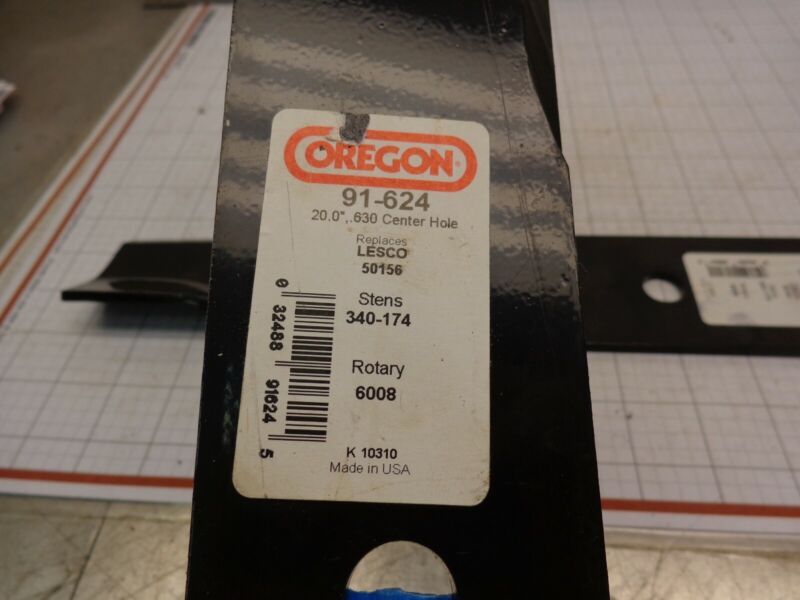 OREGON
91-624
20.0",.630 Center Hole
Replaces
LESCO
50156
Stens
340-174
Rotary
6008
K 10310
Made in USA
0 32488 91624 5